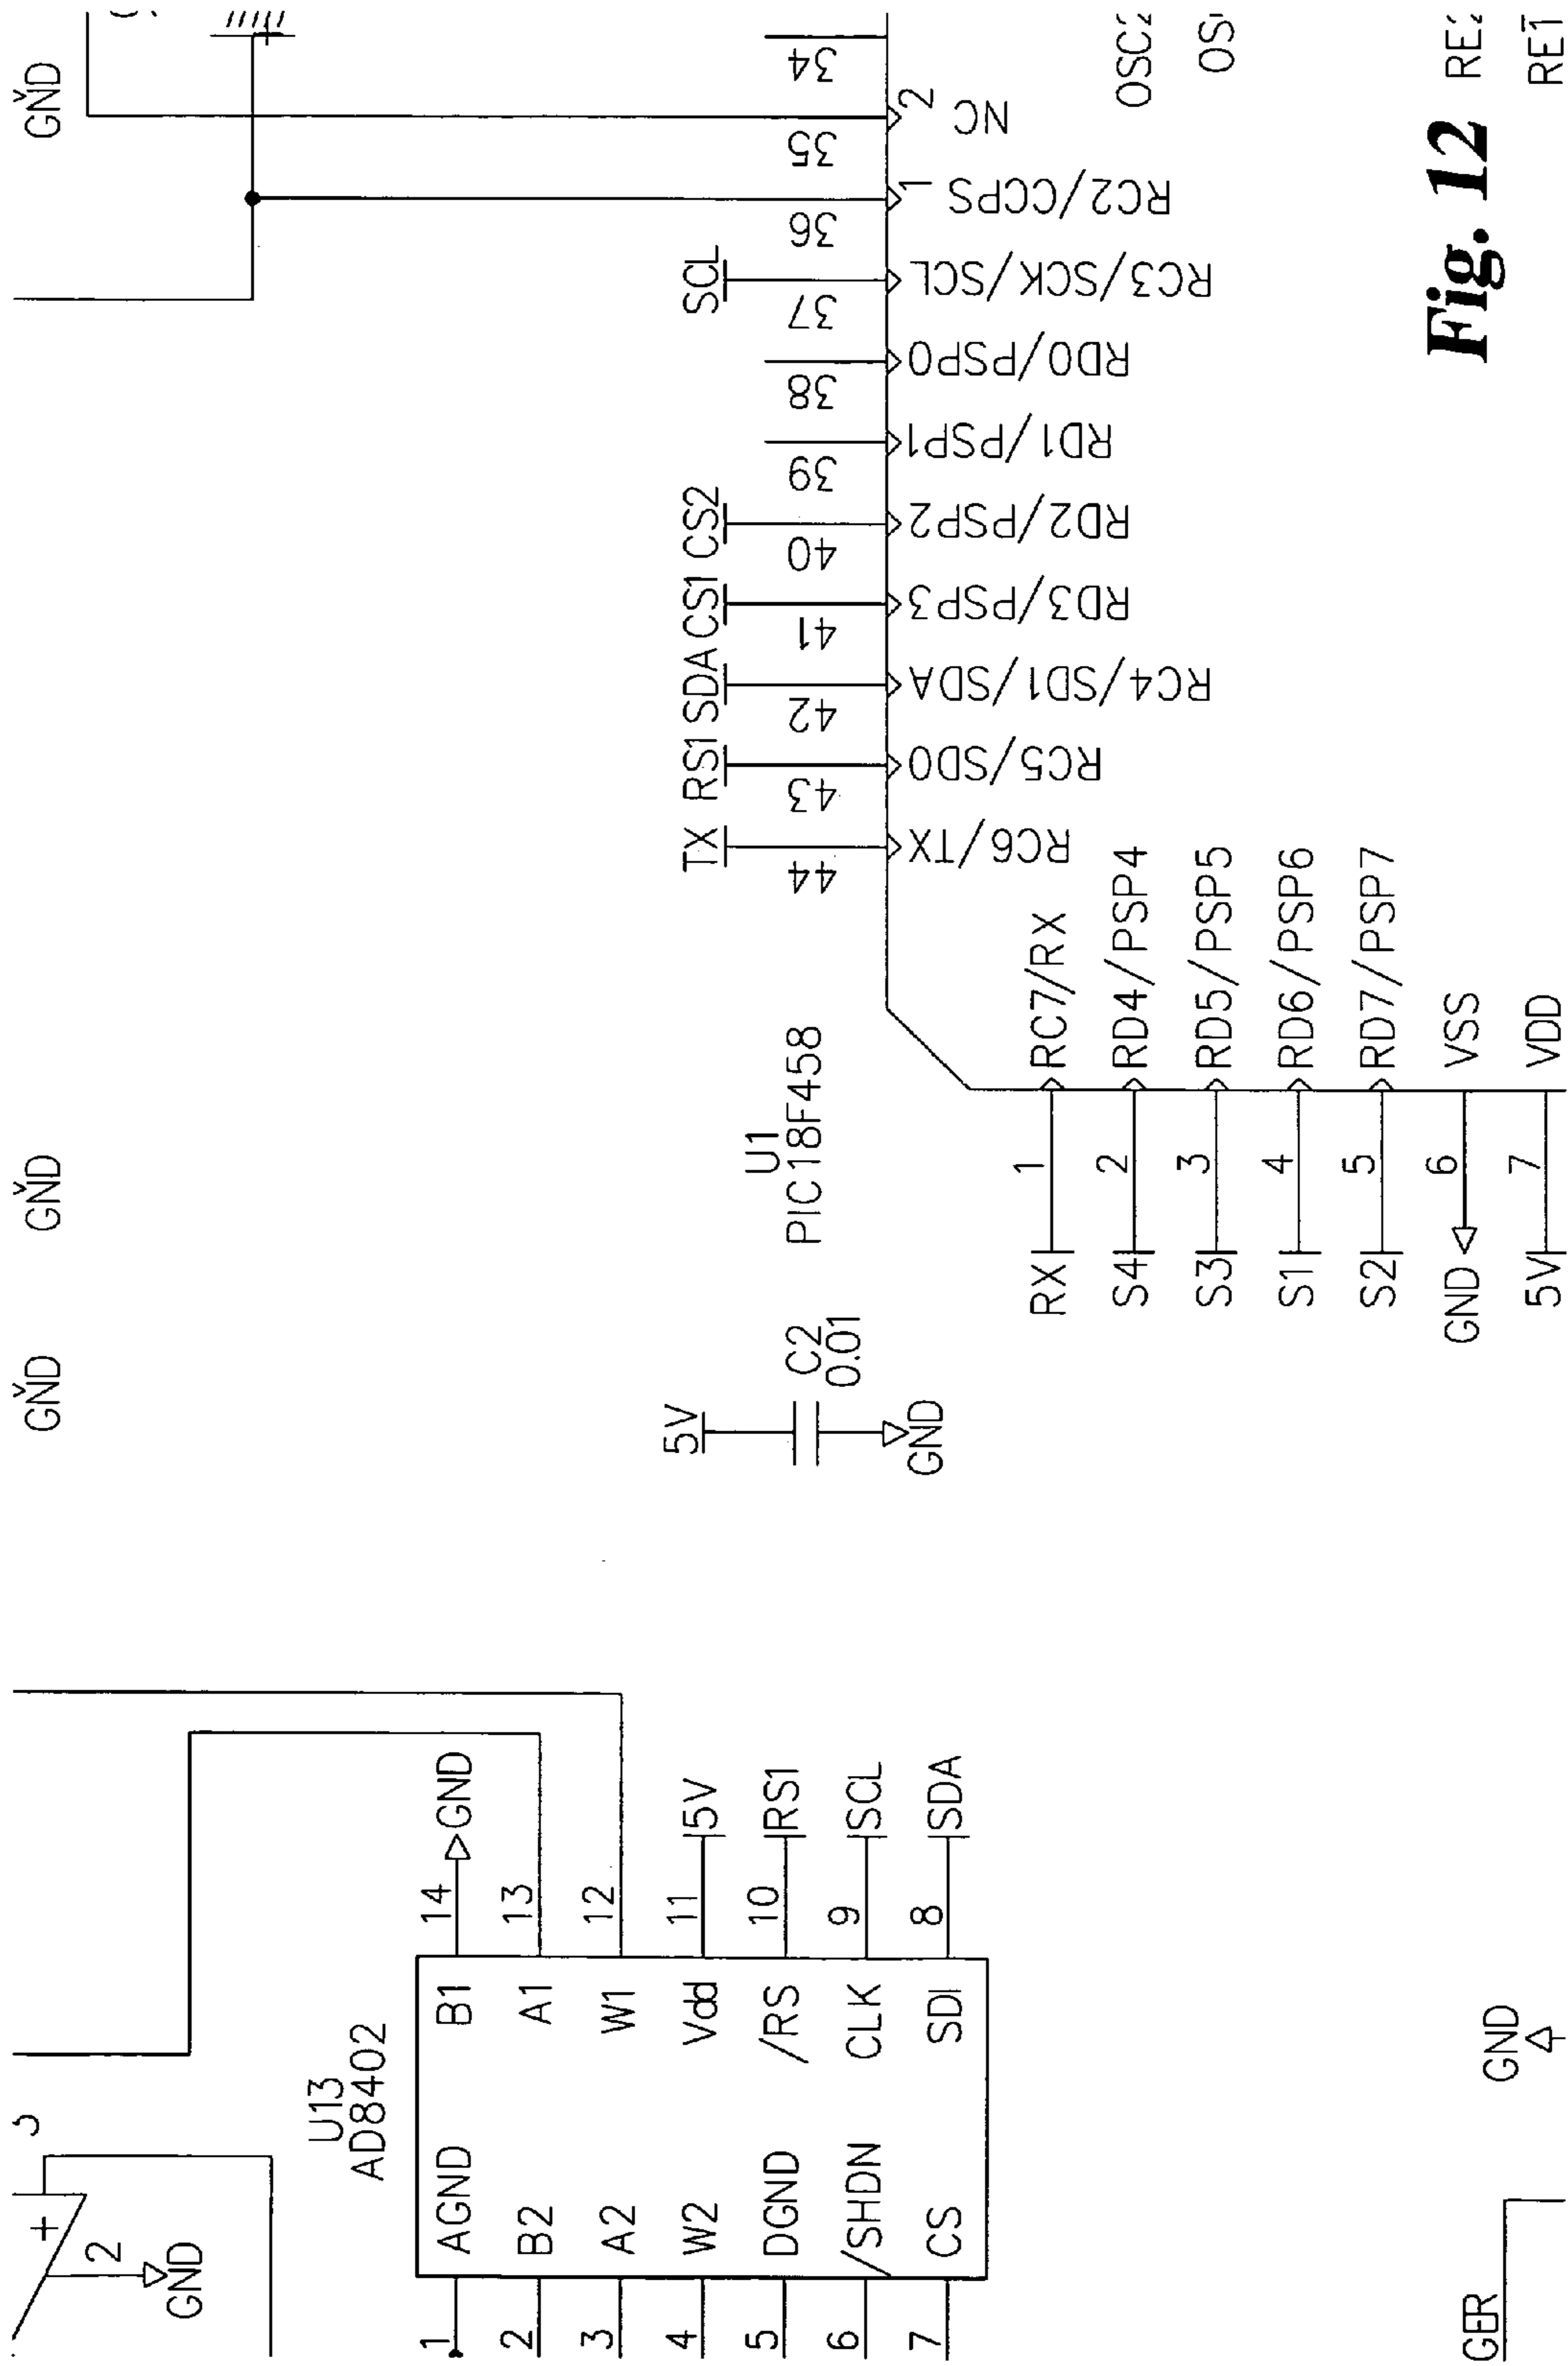 GND
GND
GND
2
GND
U13
AD8402
1 AGND
2 B2
3 A2
4 W2
5 DGND
6 /SHDN
7 CS
B1 14 GND
A1 13
W1 12
Vdd 11 5V
/RS 10 RS1
CLK 9 SCL
SDI 8 SDA
5V
C2
0.01
GND
U1
PIC18F458
TX 44 RC6/TX
RS1 43 RC5/SD0
SDA 42 RC4/SD1/SDA
CS1 41 RD3/PSP3
CS2 40 RD2/PSP2
39 RD1/PSP1
38 RD0/PSP0
SCL 37 RC3/SCK/SCL
36 1 RC2/CCPS
35 2 NC
34
RX 1 RC7/RX
S4 2 RD4/PSP4
S3 3 RD5/PSP5
S1 4 RD6/PSP6
S2 5 RD7/PSP7
GND 6 VSS
5V 7 VDD
OSC2
RE2
RE1
GND
Fig. 12